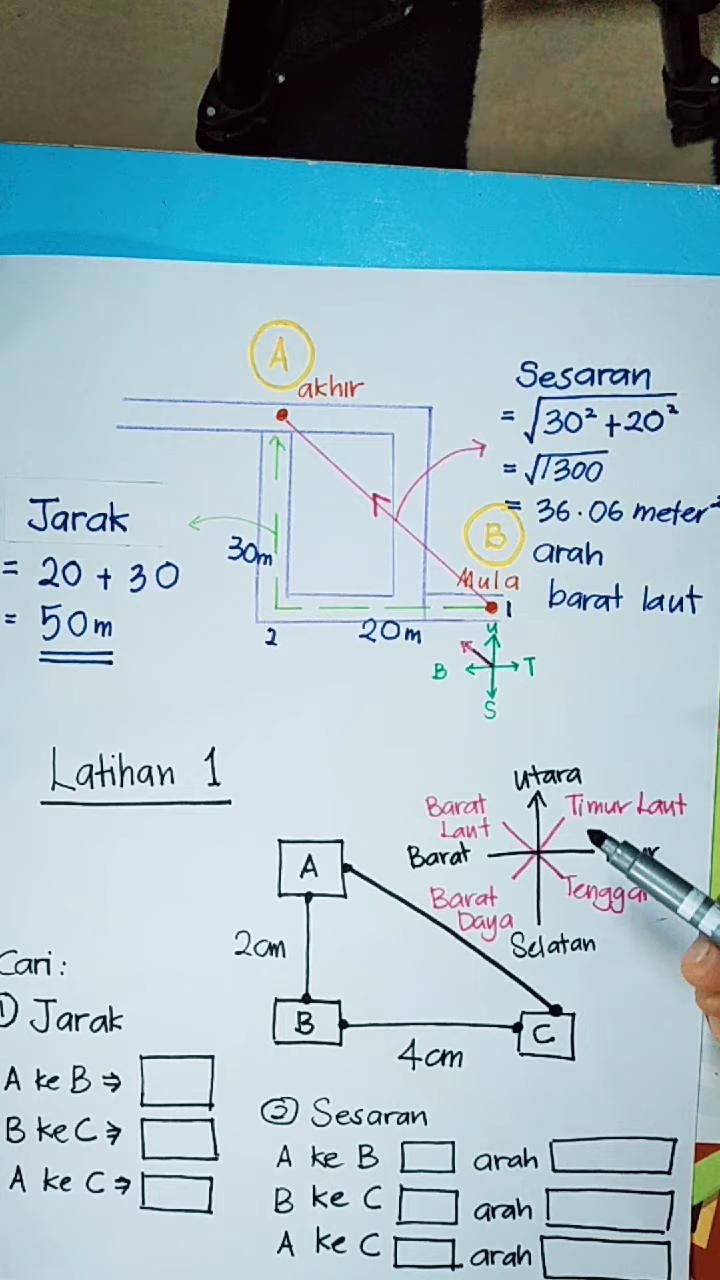 A
akhir
Sesaran
= √30² + 20²
= √1300
= 36.06 meter²
arah
barat laut
B
Mula
1
Jarak
= 20 + 30
= 50m
30m
2
20m
U
B
T
S
Latihan 1
Utara
Barat Laut
Timur Laut
Barat
Barat Daya
Selatan
A
2cm
B
C
4cm
Cari:
① Jarak
A ke B ⇒
B ke C ⇒
A ke C ⇒
② Sesaran
A ke B arah
B ke C arah
A ke C arah